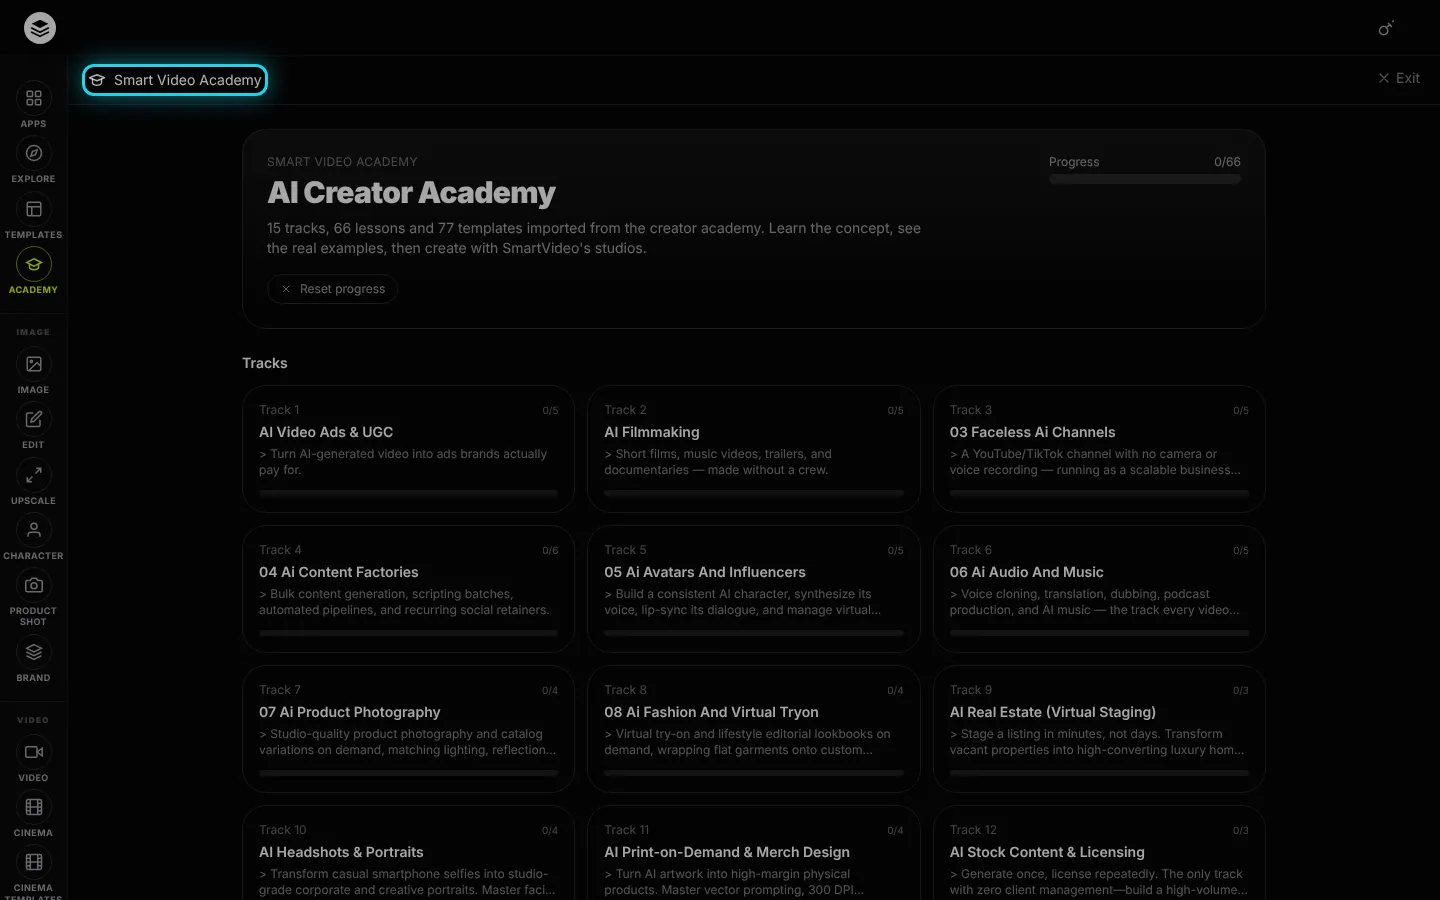 Smart Video Academy
Exit
APPS
EXPLORE
TEMPLATES
ACADEMY
IMAGE
IMAGE
EDIT
UPSCALE
CHARACTER
PRODUCT
SHOT
BRAND
VIDEO
VIDEO
CINEMA
CINEMA
TEMPLATES
SMART VIDEO ACADEMY
Progress 0/66
AI Creator Academy
15 tracks, 66 lessons and 77 templates imported from the creator academy. Learn the concept, see
the real examples, then create with SmartVideo's studios.
Reset progress
Tracks
Track 1 0/5
AI Video Ads & UGC
> Turn AI-generated video into ads brands actually
pay for.
Track 2 0/5
AI Filmmaking
> Short films, music videos, trailers, and
documentaries — made without a crew.
Track 3 0/5
03 Faceless Ai Channels
> A YouTube/TikTok channel with no camera or
voice recording — running as a scalable business...
Track 4 0/6
04 Ai Content Factories
> Bulk content generation, scripting batches,
automated pipelines, and recurring social retainers.
Track 5 0/5
05 Ai Avatars And Influencers
> Build a consistent AI character, synthesize its
voice, lip-sync its dialogue, and manage virtual...
Track 6 0/5
06 Ai Audio And Music
> Voice cloning, translation, dubbing, podcast
production, and AI music — the track every video...
Track 7 0/4
07 Ai Product Photography
> Studio-quality product photography and catalog
variations on demand, matching lighting, reflection...
Track 8 0/4
08 Ai Fashion And Virtual Tryon
> Virtual try-on and lifestyle editorial lookbooks on
demand, wrapping flat garments onto custom...
Track 9 0/3
AI Real Estate (Virtual Staging)
> Stage a listing in minutes, not days. Transform
vacant properties into high-converting luxury hom...
Track 10 0/4
AI Headshots & Portraits
> Transform casual smartphone selfies into studio-
grade corporate and creative portraits. Master faci...
Track 11 0/4
AI Print-on-Demand & Merch Design
> Turn AI artwork into high-margin physical
products. Master vector prompting, 300 DPI...
Track 12 0/3
AI Stock Content & Licensing
> Generate once, license repeatedly. The only track
with zero client management—build a high-volume...